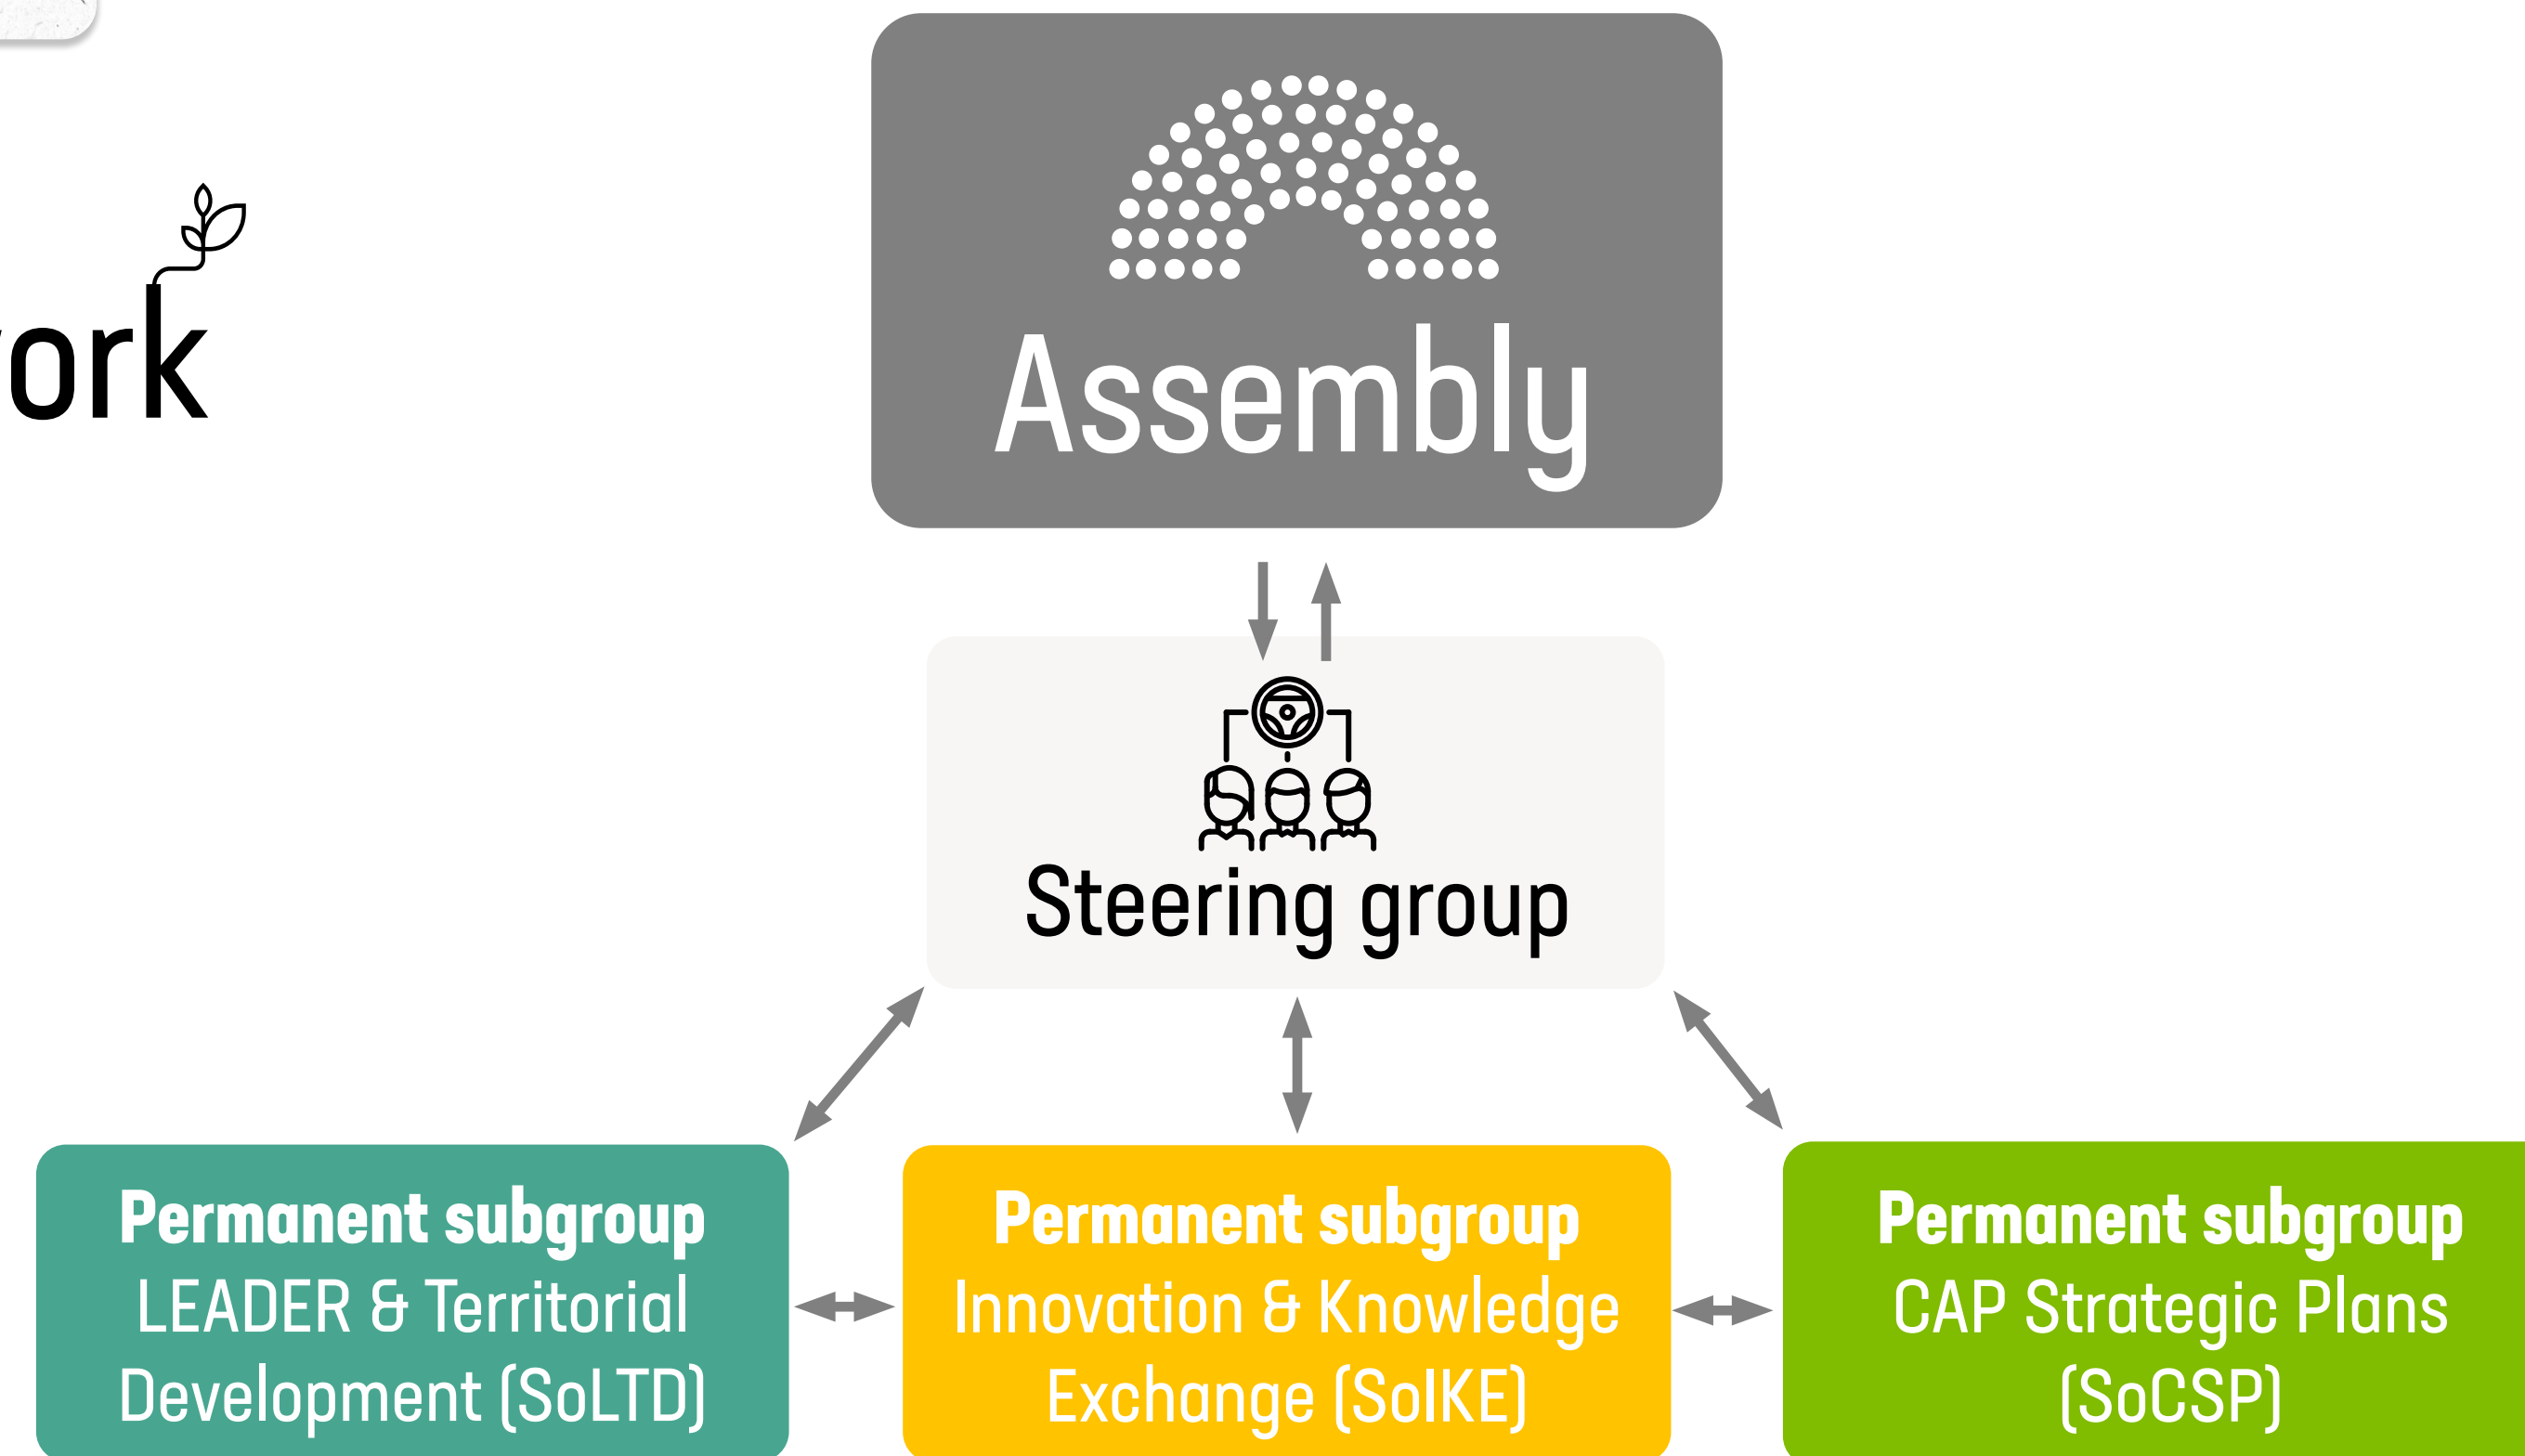 work
Assembly
Steering group
Permanent subgroup
LEADER & Territorial
Development (SoLTD)
Permanent subgroup
Innovation & Knowledge
Exchange (SoIKE)
Permanent subgroup
CAP Strategic Plans
(SoCSP)